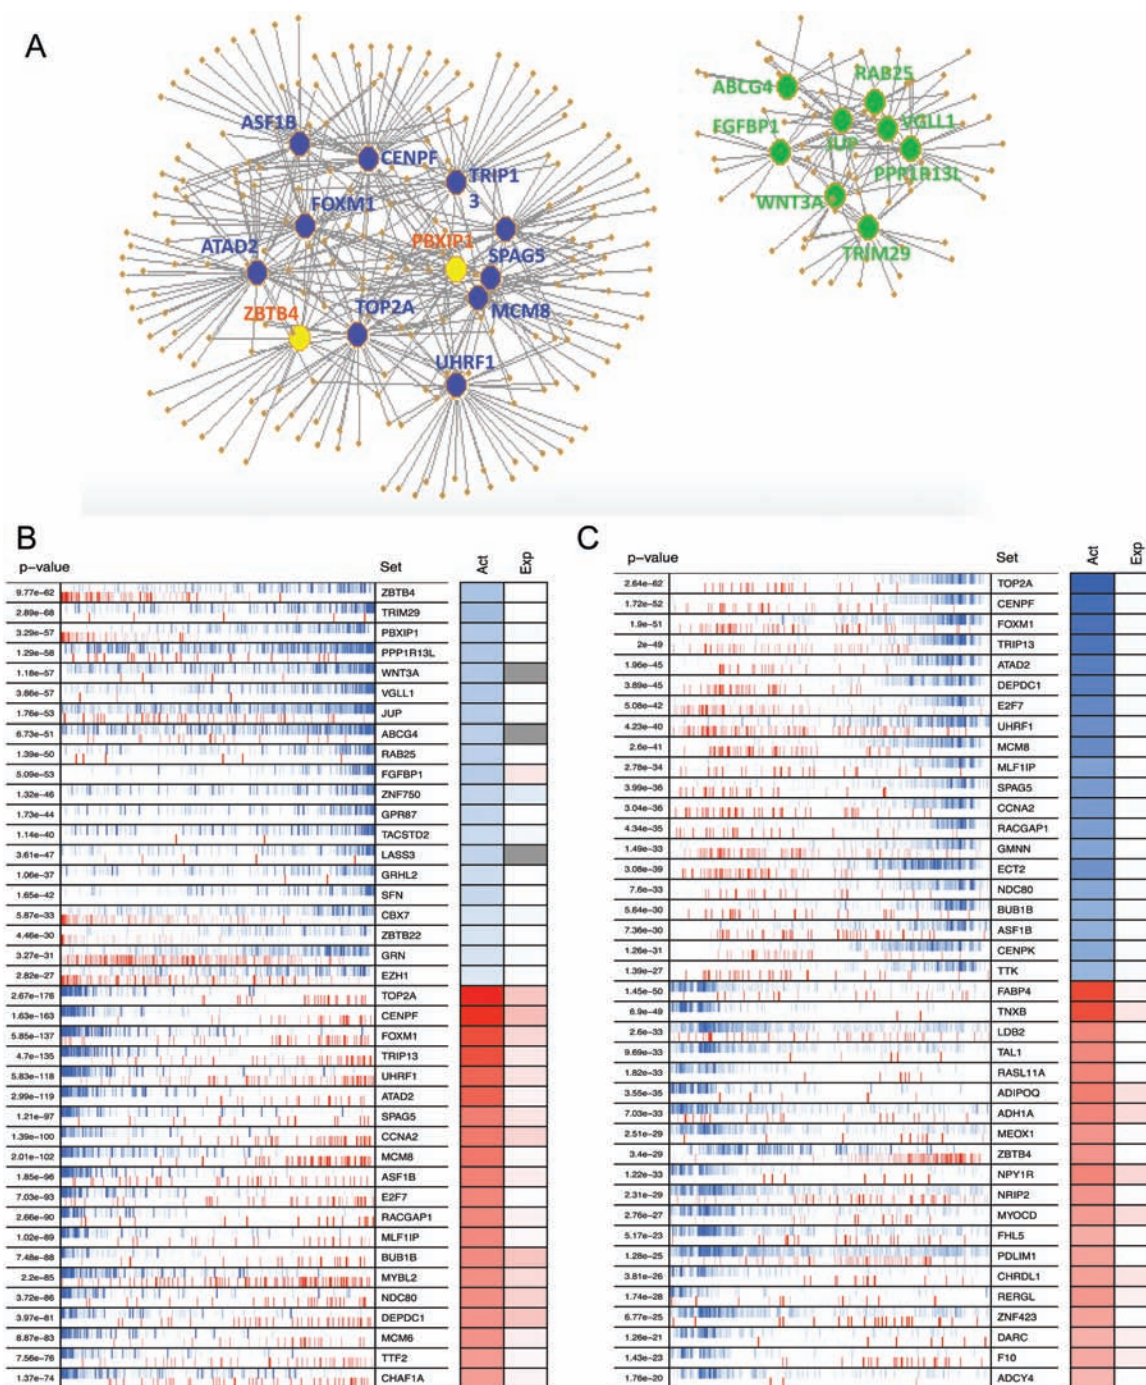 A
ASF1B
CENPF
TRIP1
3
FOXM1
ATAD2
PBXIP1
SPAG5
ZBTB4
TOP2A
MCM8
UHRF1
ABCG4
RAB25
FGFBP1
VGLL1
JUP
PPP1R13L
WNT3A
TRIM29
B
p-value Set Act Exp
9.77e-62 ZBTB4
2.89e-68 TRIM29
3.29e-57 PBXIP1
1.29e-58 PPP1R13L
1.18e-57 WNT3A
3.86e-57 VGLL1
1.76e-53 JUP
6.73e-51 ABCG4
1.39e-50 RAB25
5.09e-53 FGFBP1
1.32e-46 ZNF750
1.73e-44 GPR87
1.14e-40 TACSTD2
3.61e-47 LASS3
1.06e-37 GRHL2
1.65e-42 SFN
5.87e-33 CBX7
4.46e-30 ZBTB22
3.27e-31 GRN
2.82e-27 EZH1
2.67e-176 TOP2A
1.63e-163 CENPF
5.85e-137 FOXM1
4.7e-135 TRIP13
5.83e-118 UHRF1
2.99e-119 ATAD2
1.21e-97 SPAG5
1.39e-100 CCNA2
2.01e-102 MCM8
1.85e-96 ASF1B
7.03e-93 E2F7
2.66e-90 RACGAP1
1.02e-89 MLF1IP
7.48e-88 BUB1B
2.2e-85 MYBL2
3.72e-86 NDC80
3.97e-81 DEPDC1
8.87e-83 MCM6
7.56e-76 TTF2
1.37e-74 CHAF1A
C
p-value Set Act Exp
2.64e-62 TOP2A
1.72e-52 CENPF
1.9e-51 FOXM1
2e-49 TRIP13
1.96e-45 ATAD2
3.89e-45 DEPDC1
5.08e-42 E2F7
4.23e-40 UHRF1
2.6e-41 MCM8
2.78e-34 MLF1IP
3.99e-36 SPAG5
3.04e-36 CCNA2
4.34e-35 RACGAP1
1.49e-33 GMNN
3.08e-39 ECT2
7.6e-33 NDC80
5.64e-30 BUB1B
7.36e-30 ASF1B
1.26e-31 CENPK
1.39e-27 TTK
1.45e-50 FABP4
6.9e-49 TNXB
2.6e-33 LDB2
9.69e-33 TAL1
1.82e-33 RASL11A
3.55e-35 ADIPOQ
7.03e-33 ADH1A
2.51e-29 MEOX1
3.4e-29 ZBTB4
1.22e-33 NPY1R
2.31e-29 NRIP2
2.76e-27 MYOCD
5.17e-23 FHL5
1.28e-25 PDLIM1
3.81e-26 CHRDL1
1.74e-28 RERGL
6.77e-25 ZNF423
1.26e-21 DARC
1.43e-23 F10
1.76e-20 ADCY4